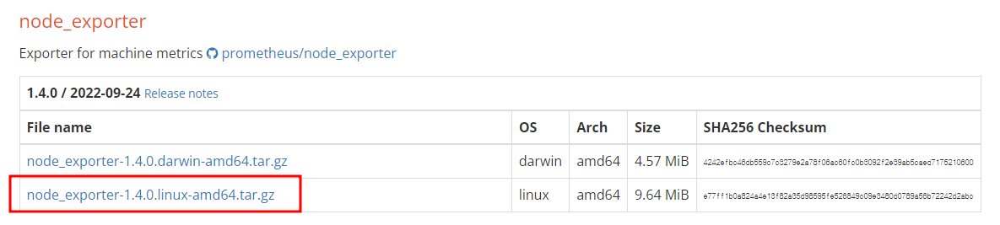 node_exporter
Exporter for machine metrics prometheus/node_exporter
1.4.0 / 2022-09-24 Release notes
File name OS Arch Size SHA256 Checksum
node_exporter-1.4.0.darwin-amd64.tar.gz darwin amd64 4.57 MiB
node_exporter-1.4.0.linux-amd64.tar.gz linux amd64 9.64 MiB